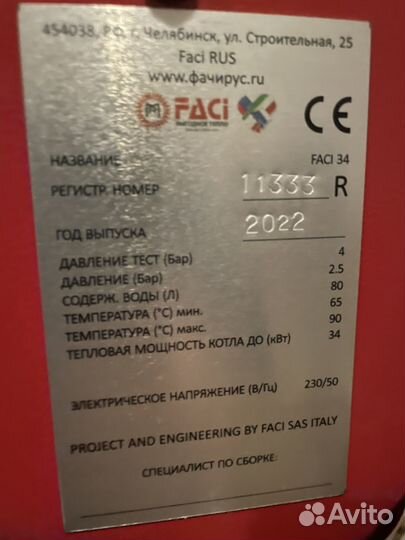 454038, РФ, г. Челябинск, ул. Строительная, 25
Faci RUS
www.фачирус.ru
FACI
ВЫГОДНОЕ ТЕПЛО
CE
НАЗВАНИЕ FACI 34
РЕГИСТР. НОМЕР 11333 R
ГОД ВЫПУСКА 2022
ДАВЛЕНИЕ ТЕСТ (Бар) 4
ДАВЛЕНИЕ (Бар) 2.5
СОДЕРЖ. ВОДЫ (Л) 80
ТЕМПЕРАТУРА (°C) мин. 65
ТЕМПЕРАТУРА (°C) макс. 90
ТЕПЛОВАЯ МОЩНОСТЬ КОТЛА ДО (кВт) 34
ЭЛЕКТРИЧЕСКОЕ НАПРЯЖЕНИЕ (В/Гц) 230/50
PROJECT AND ENGINEERING BY FACI SAS ITALY
СПЕЦИАЛИСТ ПО СБОРКЕ:
Avito